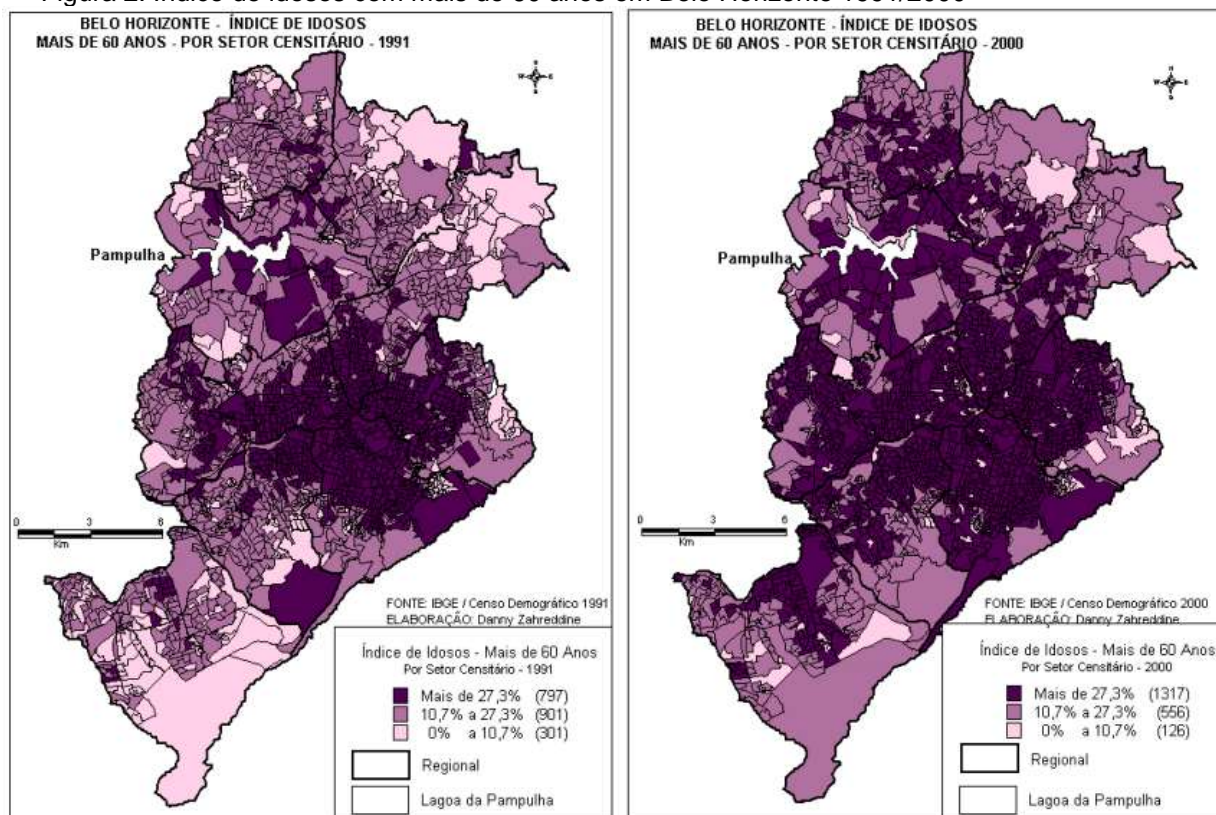 Figura 2: Índice de Idosos com mais de 60 anos em Belo Horizonte 1991/2000
BELO HORIZONTE - ÍNDICE DE IDOSOS
MAIS DE 60 ANOS - POR SETOR CENSITÁRIO - 1991
N
W E
S
Pampulha
0 3 6
Km
FONTE: IBGE / Censo Demográfico 1991
ELABORAÇÃO: Danny Zahreddine
Índice de Idosos - Mais de 60 Anos
Por Setor Censitário - 1991
Mais de 27,3% (797)
10,7% a 27,3% (901)
0% a 10,7% (301)
Regional
Lagoa da Pampulha
BELO HORIZONTE - ÍNDICE DE IDOSOS
MAIS DE 60 ANOS - POR SETOR CENSITÁRIO - 2000
N
W E
S
Pampulha
0 3 6
Km
FONTE: IBGE / Censo Demográfico 2000
ELABORAÇÃO: Danny Zahreddine
Índice de Idosos - Mais de 60 Anos
Por Setor Censitário - 2000
Mais de 27,3% (1317)
10,7% a 27,3% (556)
0% a 10,7% (126)
Regional
Lagoa da Pampulha